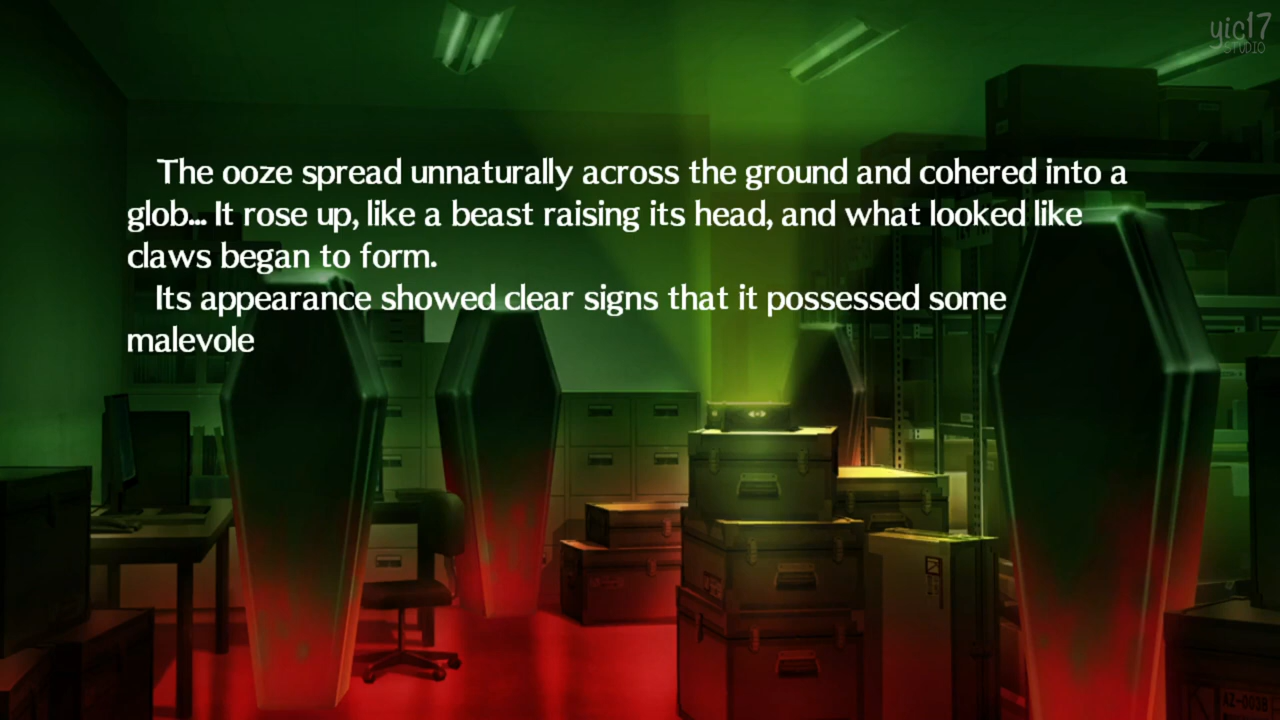 yic17
STUDIO
The ooze spread unnaturally across the ground and cohered into a
glob... It rose up, like a beast raising its head, and what looked like
claws began to form.
Its appearance showed clear signs that it possessed some
malevole